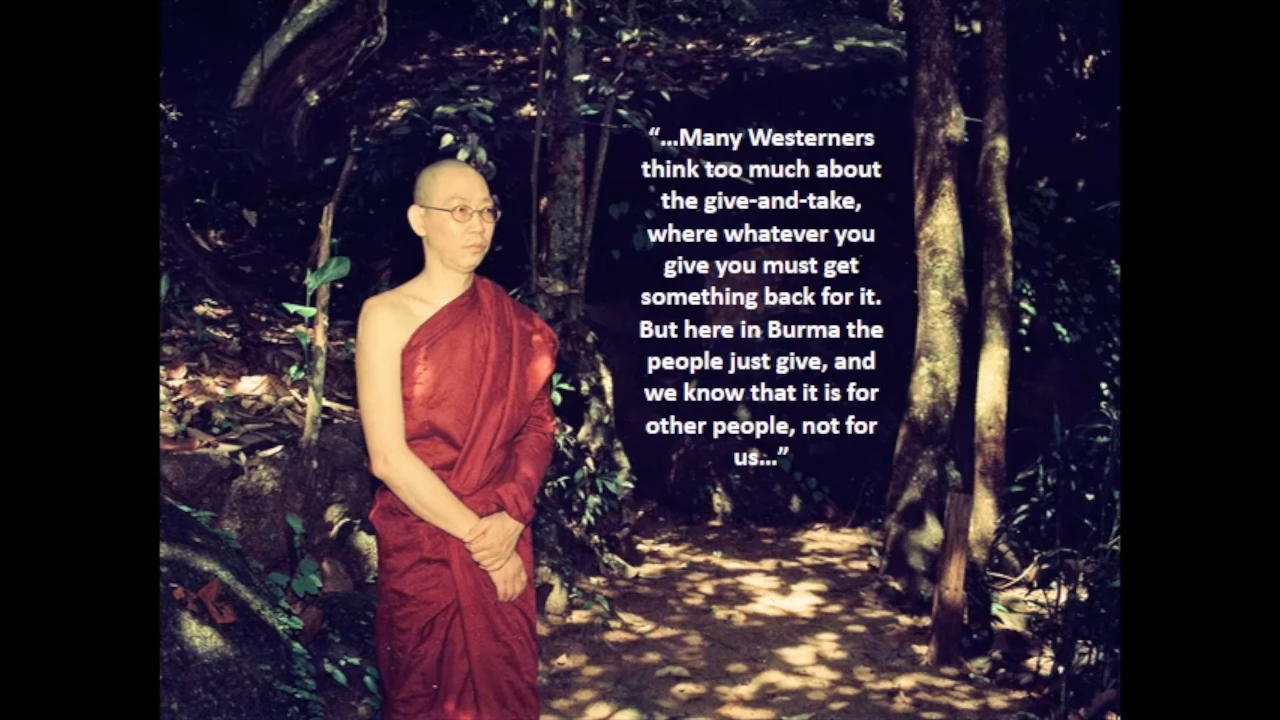 “...Many Westerners
think too much about
the give-and-take,
where whatever you
give you must get
something back for it.
But here in Burma the
people just give, and
we know that it is for
other people, not for
us...”